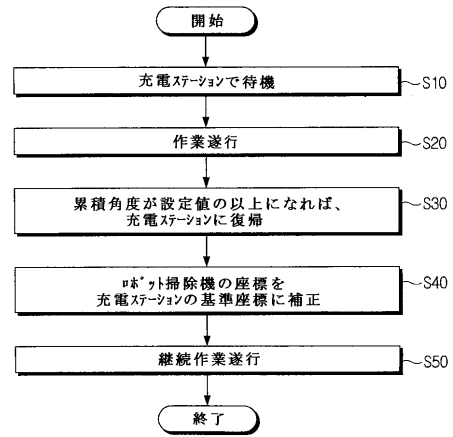 開始
充電ｽﾃｰｼｮﾝで待機
S10
作業遂行
S20
累積角度が設定値の以上になれば、
充電ｽﾃｰｼｮﾝに復帰
S30
ﾛﾎﾞｯﾄ掃除機の座標を
充電ｽﾃｰｼｮﾝの基準座標に補正
S40
継続作業遂行
S50
終了